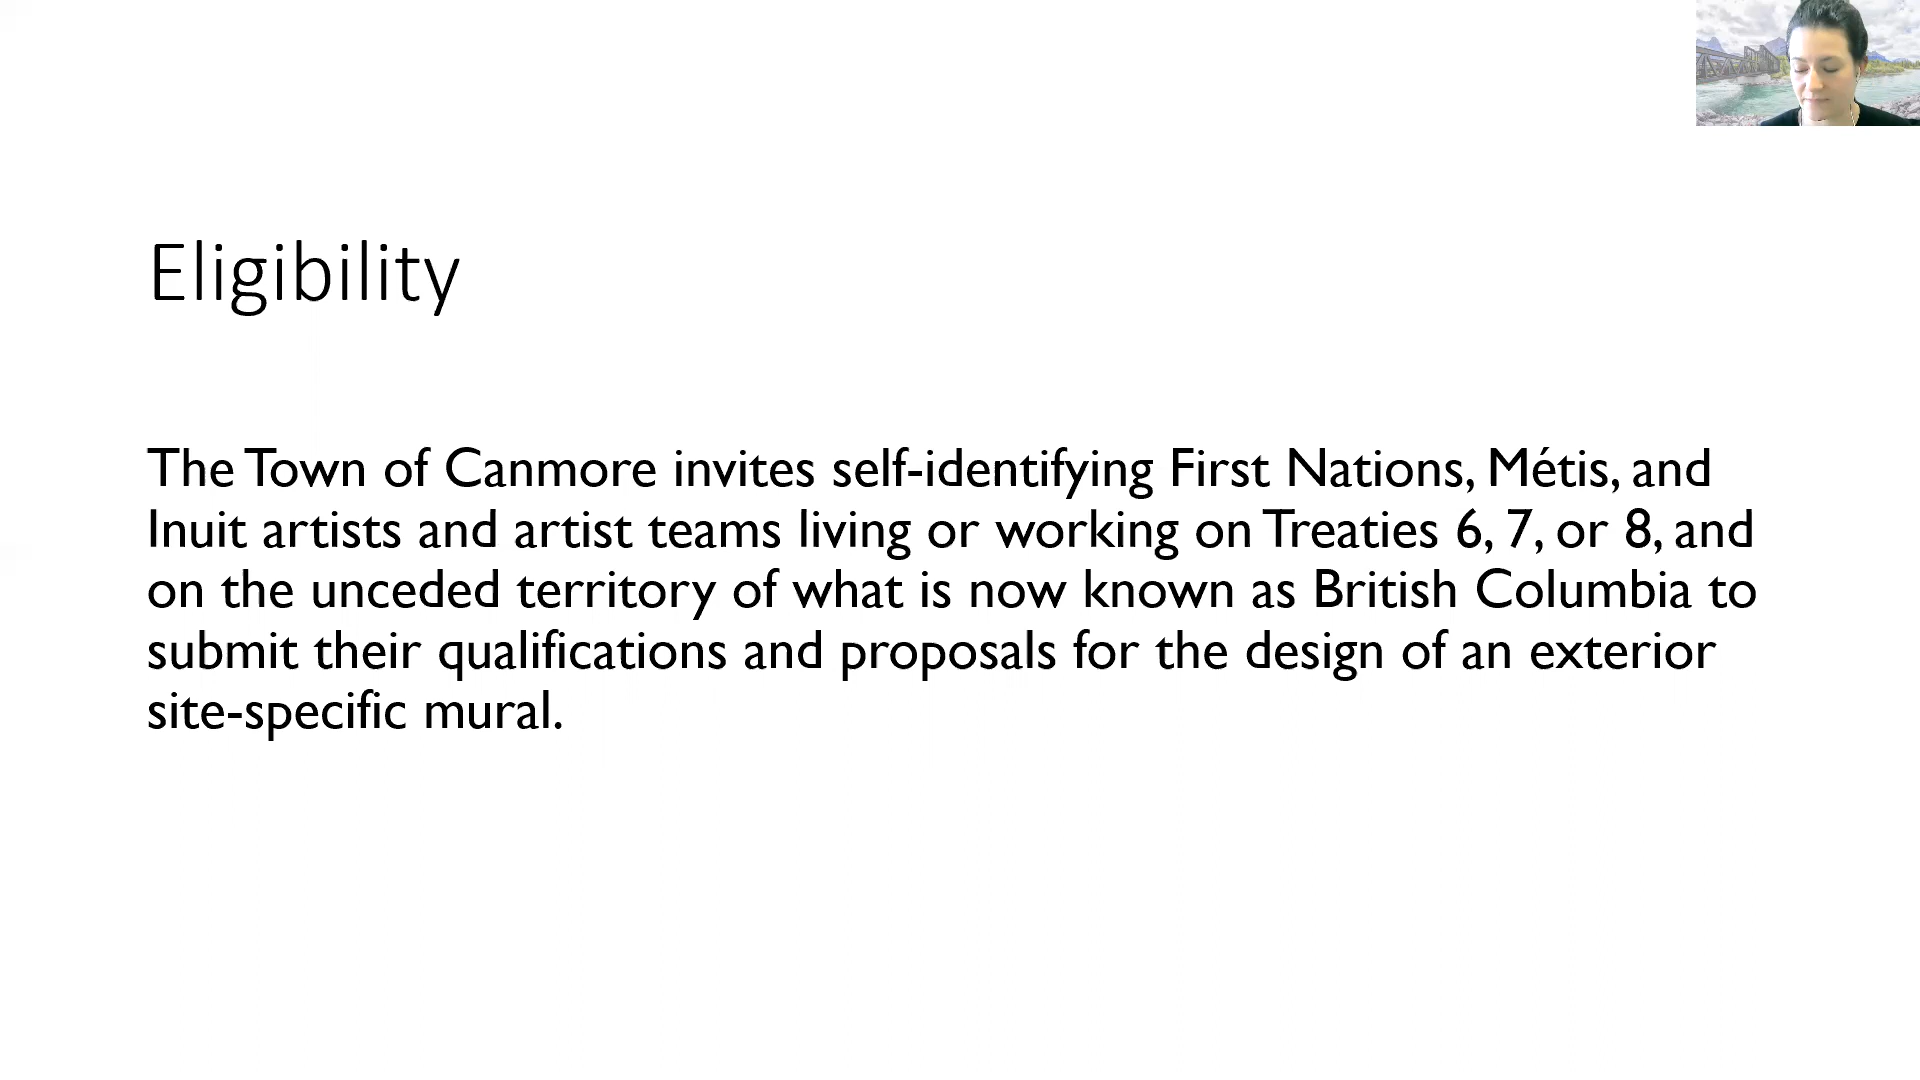 Eligibility
The Town of Canmore invites self-identifying First Nations, Métis, and
Inuit artists and artist teams living or working on Treaties 6, 7, or 8, and
on the unceded territory of what is now known as British Columbia to
submit their qualifications and proposals for the design of an exterior
site-specific mural.